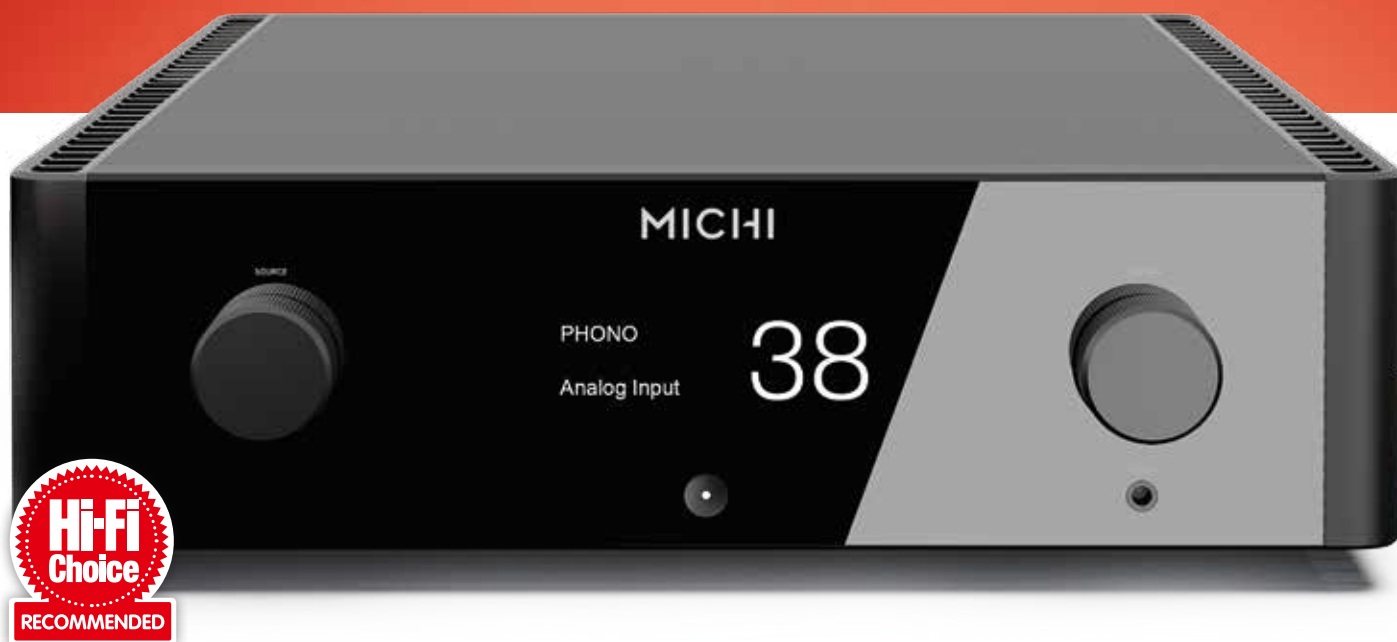 MICHI
SOURCE
PHONO
38
Analog Input
Hi-Fi
Choice
RECOMMENDED